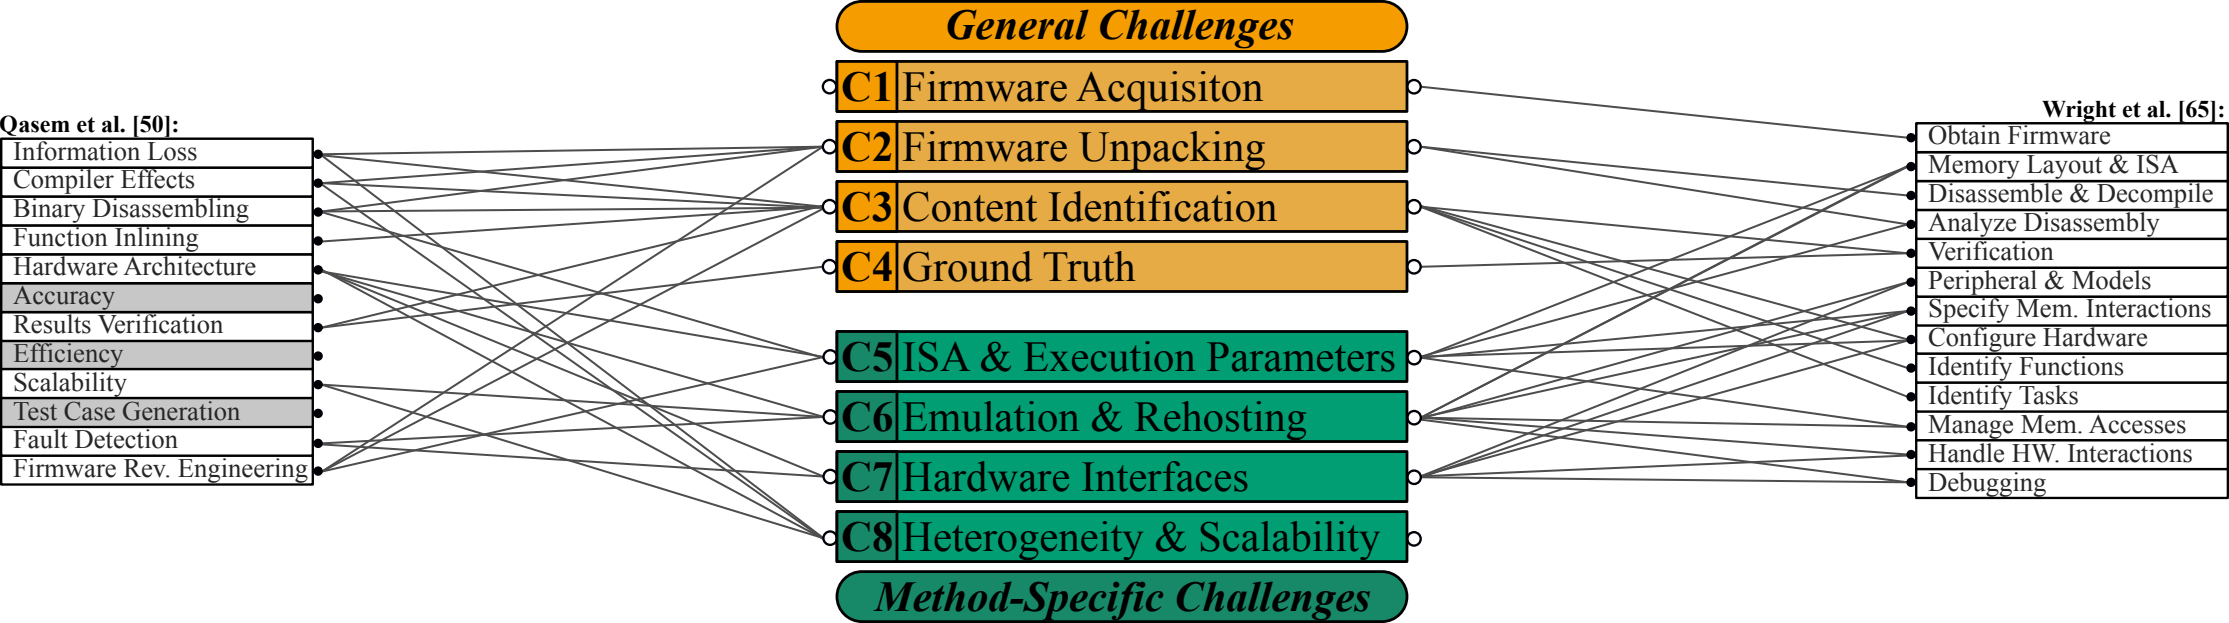 General Challenges
C1 Firmware Acquisiton
C2 Firmware Unpacking
C3 Content Identification
C4 Ground Truth
C5 ISA & Execution Parameters
C6 Emulation & Rehosting
C7 Hardware Interfaces
C8 Heterogeneity & Scalability
Method-Specific Challenges
Qasem et al. [50]:
Information Loss
Compiler Effects
Binary Disassembling
Function Inlining
Hardware Architecture
Accuracy
Results Verification
Efficiency
Scalability
Test Case Generation
Fault Detection
Firmware Rev. Engineering
Wright et al. [65]:
Obtain Firmware
Memory Layout & ISA
Disassemble & Decompile
Analyze Disassembly
Verification
Peripheral & Models
Specify Mem. Interactions
Configure Hardware
Identify Functions
Identify Tasks
Manage Mem. Accesses
Handle HW. Interactions
Debugging